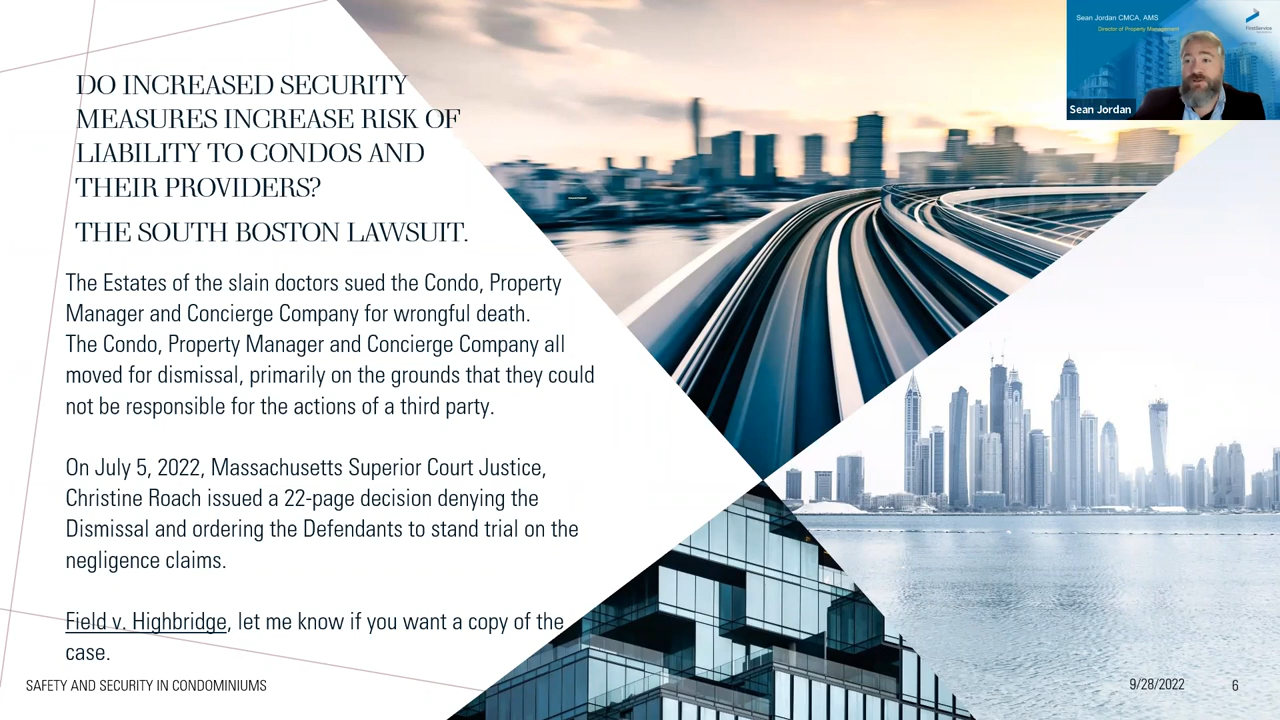 DO INCREASED SECURITY
MEASURES INCREASE RISK OF
LIABILITY TO CONDOS AND
THEIR PROVIDERS?
THE SOUTH BOSTON LAWSUIT.
The Estates of the slain doctors sued the Condo, Property
Manager and Concierge Company for wrongful death.
The Condo, Property Manager and Concierge Company all
moved for dismissal, primarily on the grounds that they could
not be responsible for the actions of a third party.
On July 5, 2022, Massachusetts Superior Court Justice,
Christine Roach issued a 22-page decision denying the
Dismissal and ordering the Defendants to stand trial on the
negligence claims.
Field v. Highbridge, let me know if you want a copy of the
case.
SAFETY AND SECURITY IN CONDOMINIUMS
9/28/2022
6
Sean Jordan CMCA, AMS
Director of Property Management
FirstService
Sean Jordan